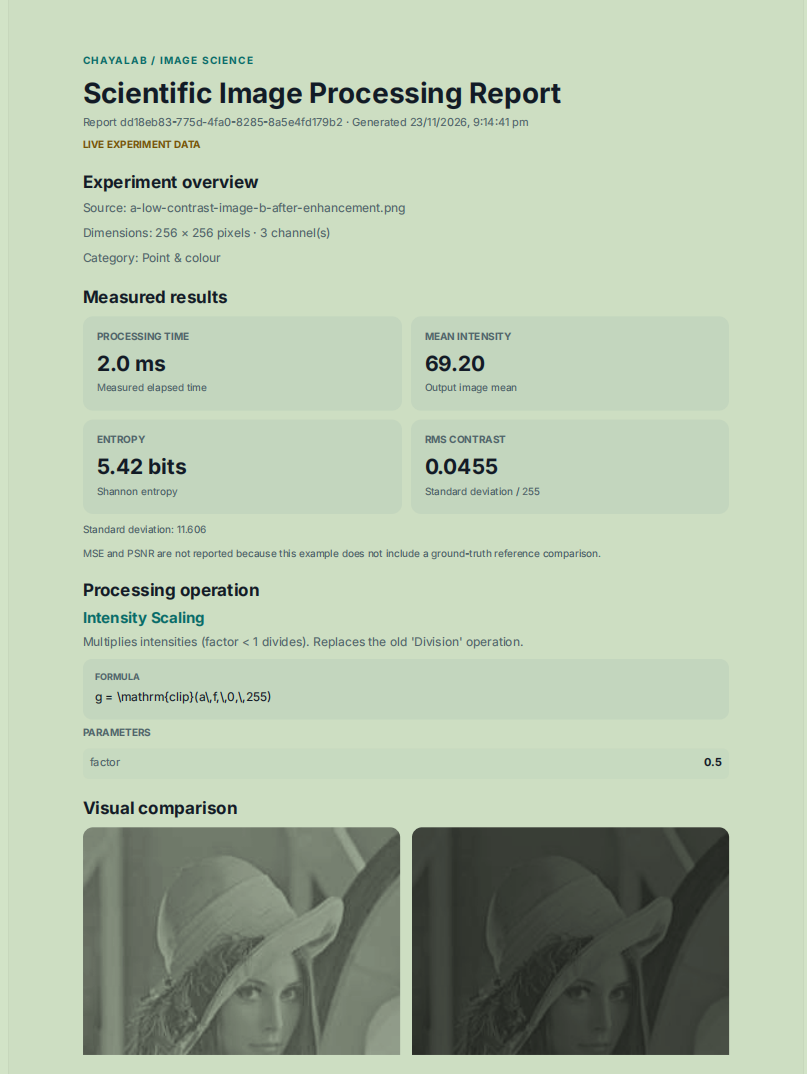 CHAYALAB / IMAGE SCIENCE
Scientific Image Processing Report
Report dd18eb83-775d-4fa0-8285-8a5e4fd179b2 · Generated 23/11/2026, 9:14:41 pm
LIVE EXPERIMENT DATA
Experiment overview
Source: a-low-contrast-image-b-after-enhancement.png
Dimensions: 256 × 256 pixels · 3 channel(s)
Category: Point & colour
Measured results
PROCESSING TIME
2.0 ms
Measured elapsed time
MEAN INTENSITY
69.20
Output image mean
ENTROPY
5.42 bits
Shannon entropy
RMS CONTRAST
0.0455
Standard deviation / 255
Standard deviation: 11.606
MSE and PSNR are not reported because this example does not include a ground-truth reference comparison.
Processing operation
Intensity Scaling
Multiplies intensities (factor < 1 divides). Replaces the old 'Division' operation.
FORMULA
g = \mathrm{clip}(a\,f,\,0,\,255)
PARAMETERS
factor 0.5
Visual comparison